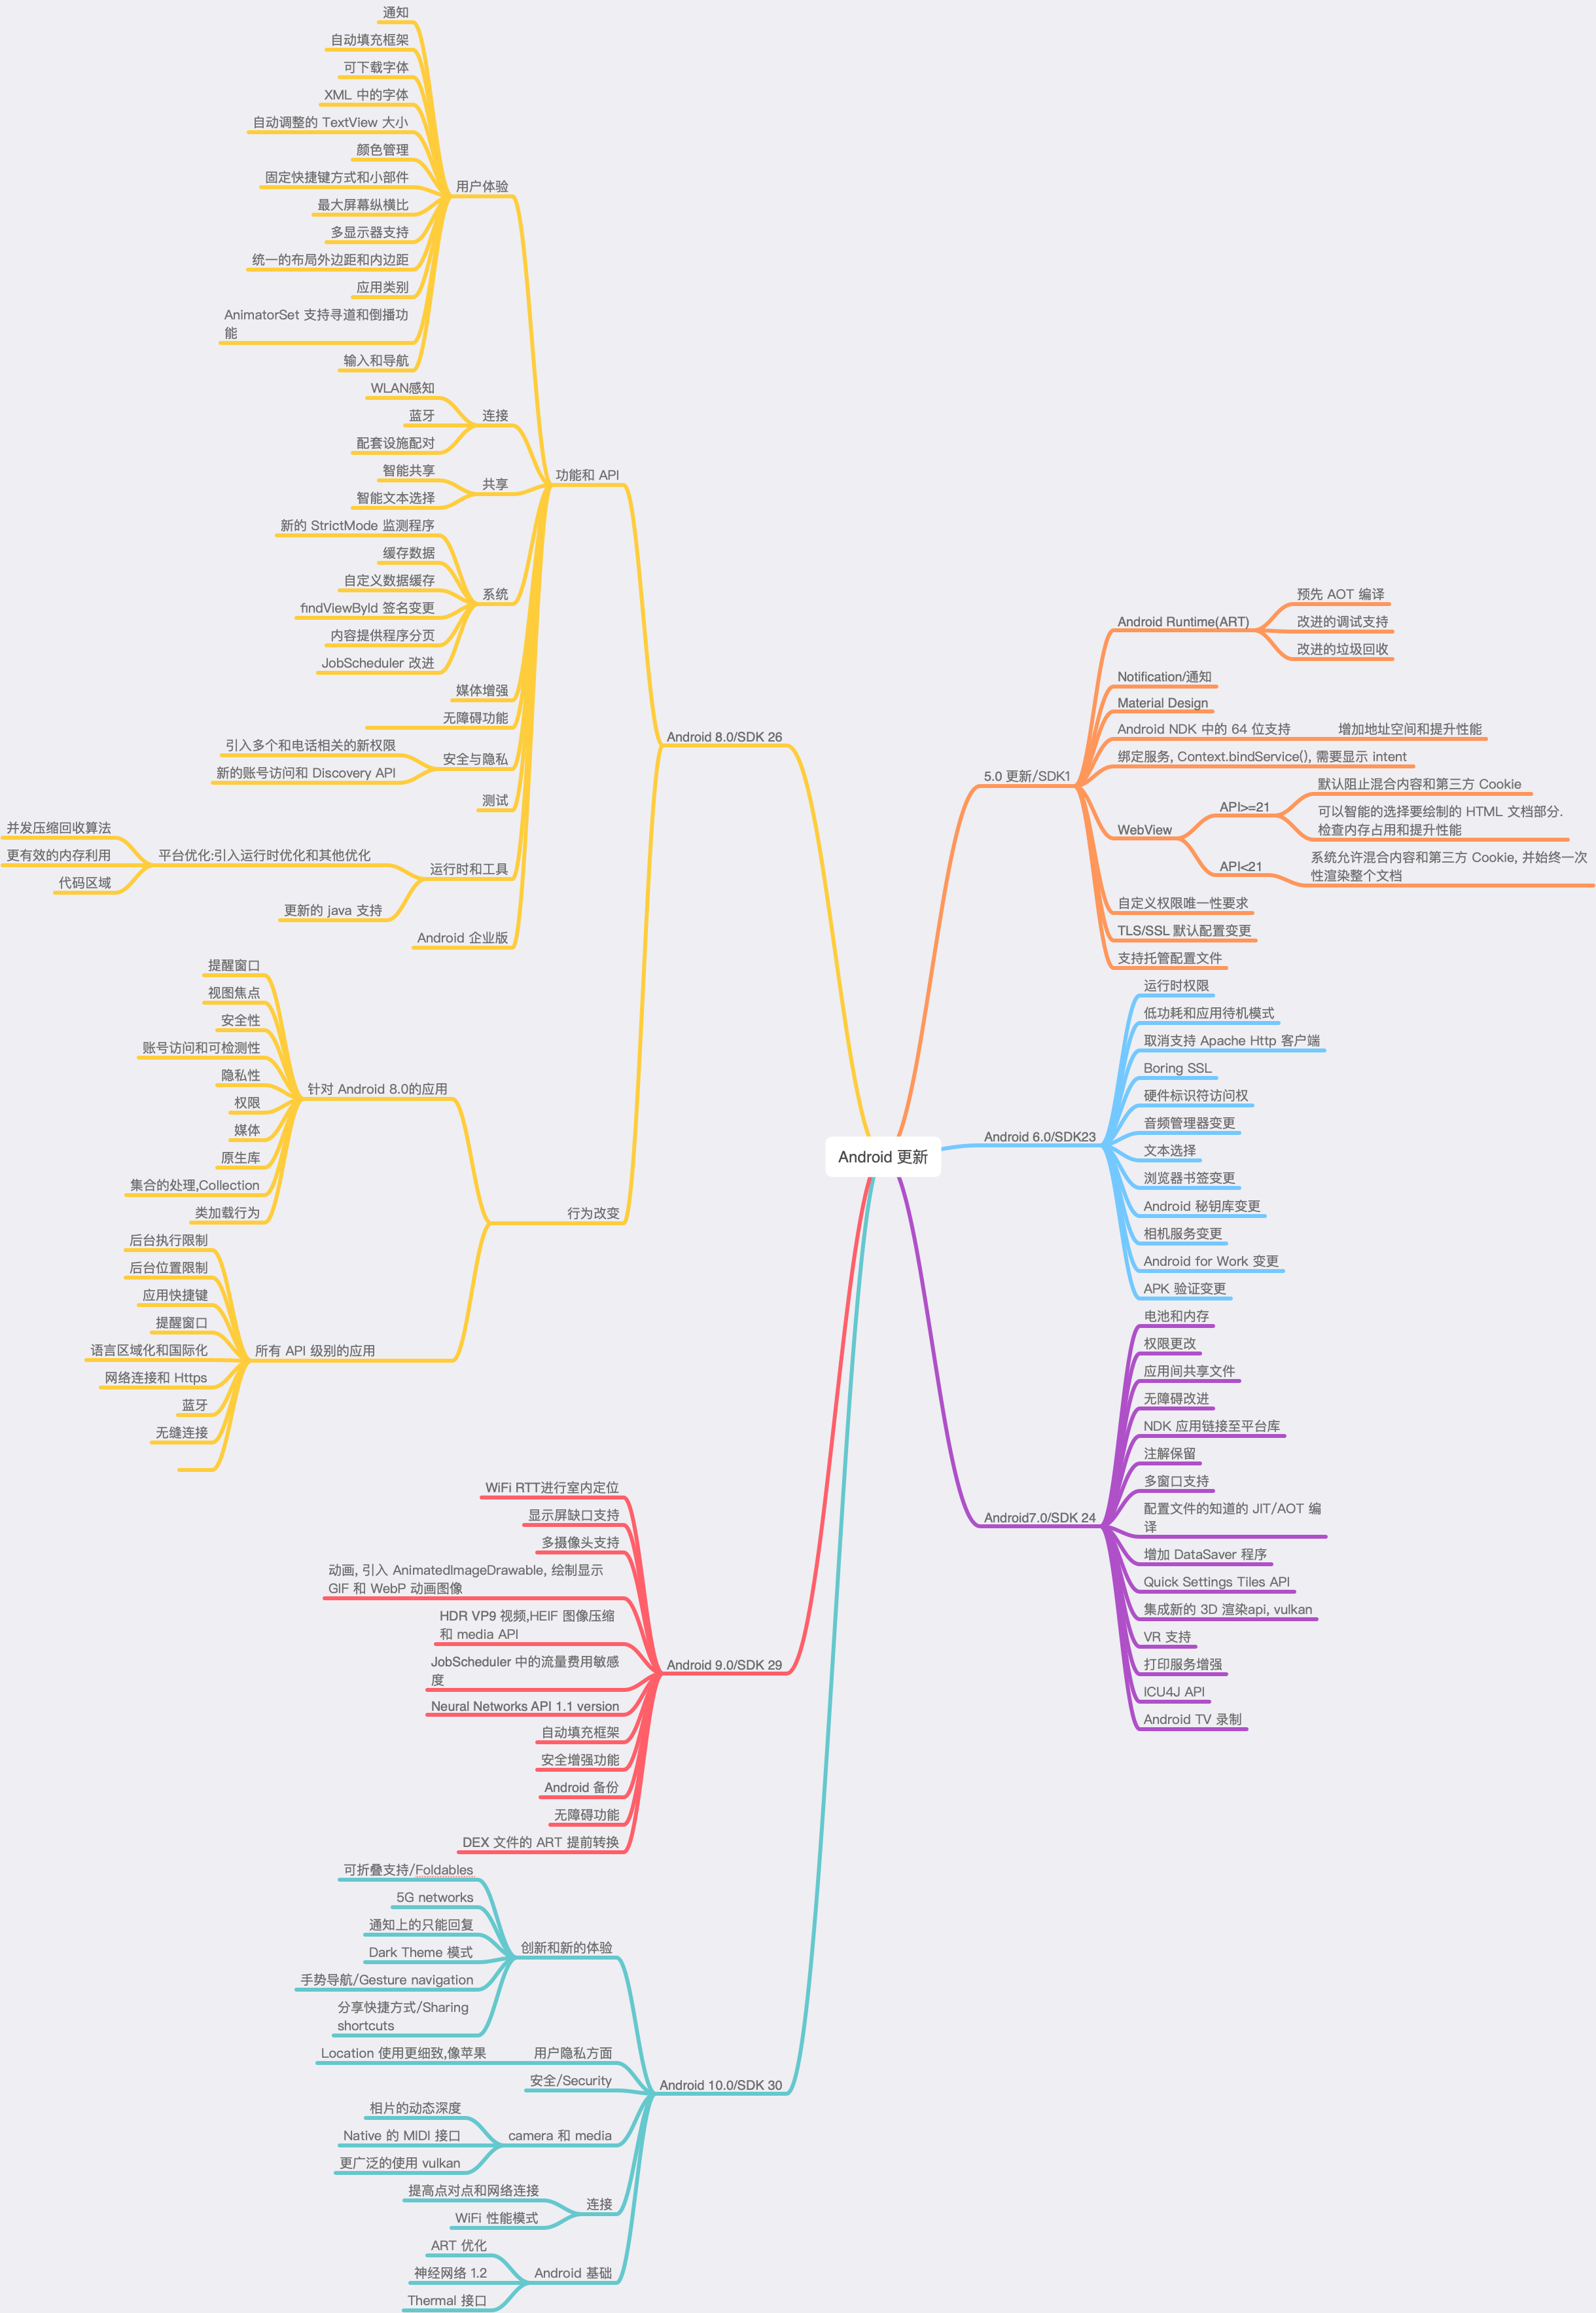 Android 更新
5.0 更新/SDK1
Android Runtime(ART)
预先 AOT 编译
改进的调试支持
改进的垃圾回收
Notification/通知
Material Design
Android NDK 中的 64 位支持
增加地址空间和提升性能
绑定服务, Context.bindService(), 需要显示 intent
WebView
API>=21
默认阻止混合内容和第三方 Cookie
可以智能的选择要绘制的 HTML 文档部分.
检查内存占用和提升性能
API<21
系统允许混合内容和第三方 Cookie, 并始终一次
性渲染整个文档
自定义权限唯一性要求
TLS/SSL 默认配置变更
支持托管配置文件
Android 6.0/SDK23
运行时权限
低功耗和应用待机模式
取消支持 Apache Http 客户端
Boring SSL
硬件标识符访问权
音频管理器变更
文本选择
浏览器书签变更
Android 秘钥库变更
相机服务变更
Android for Work 变更
APK 验证变更
Android7.0/SDK 24
电池和内存
权限更改
应用间共享文件
无障碍改进
NDK 应用链接至平台库
注解保留
多窗口支持
配置文件的知道的 JIT/AOT 编
译
增加 DataSaver 程序
Quick Settings Tiles API
集成新的 3D 渲染api, vulkan
VR 支持
打印服务增强
ICU4J API
Android TV 录制
Android 8.0/SDK 26
功能和 API
用户体验
通知
自动填充框架
可下载字体
XML 中的字体
自动调整的 TextView 大小
颜色管理
固定快捷键方式和小部件
最大屏幕纵横比
多显示器支持
统一的布局外边距和内边距
应用类别
AnimatorSet 支持寻道和倒播功
能
输入和导航
连接
WLAN感知
蓝牙
配套设施配对
共享
智能共享
智能文本选择
系统
新的 StrictMode 监测程序
缓存数据
自定义数据缓存
findViewById 签名变更
内容提供程序分页
JobScheduler 改进
媒体增强
无障碍功能
安全与隐私
引入多个和电话相关的新权限
新的账号访问和 Discovery API
测试
运行时和工具
平台优化:引入运行时优化和其他优化
并发压缩回收算法
更有效的内存利用
代码区域
更新的 java 支持
Android 企业版
行为改变
针对 Android 8.0的应用
提醒窗口
视图焦点
安全性
账号访问和可检测性
隐私性
权限
媒体
原生库
集合的处理,Collection
类加载行为
所有 API 级别的应用
后台执行限制
后台位置限制
应用快捷键
提醒窗口
语言区域化和国际化
网络连接和 Https
蓝牙
无缝连接
Android 9.0/SDK 29
WiFi RTT进行室内定位
显示屏缺口支持
多摄像头支持
动画, 引入 AnimatedImageDrawable, 绘制显示
GIF 和 WebP 动画图像
HDR VP9 视频,HEIF 图像压缩
和 media API
JobScheduler 中的流量费用敏感
度
Neural Networks API 1.1 version
自动填充框架
安全增强功能
Android 备份
无障碍功能
DEX 文件的 ART 提前转换
Android 10.0/SDK 30
创新和新的体验
可折叠支持/Foldables
5G networks
通知上的只能回复
Dark Theme 模式
手势导航/Gesture navigation
分享快捷方式/Sharing
shortcuts
用户隐私方面
Location 使用更细致,像苹果
安全/Security
camera 和 media
相片的动态深度
Native 的 MIDI 接口
更广泛的使用 vulkan
连接
提高点对点和网络连接
WiFi 性能模式
Android 基础
ART 优化
神经网络 1.2
Thermal 接口